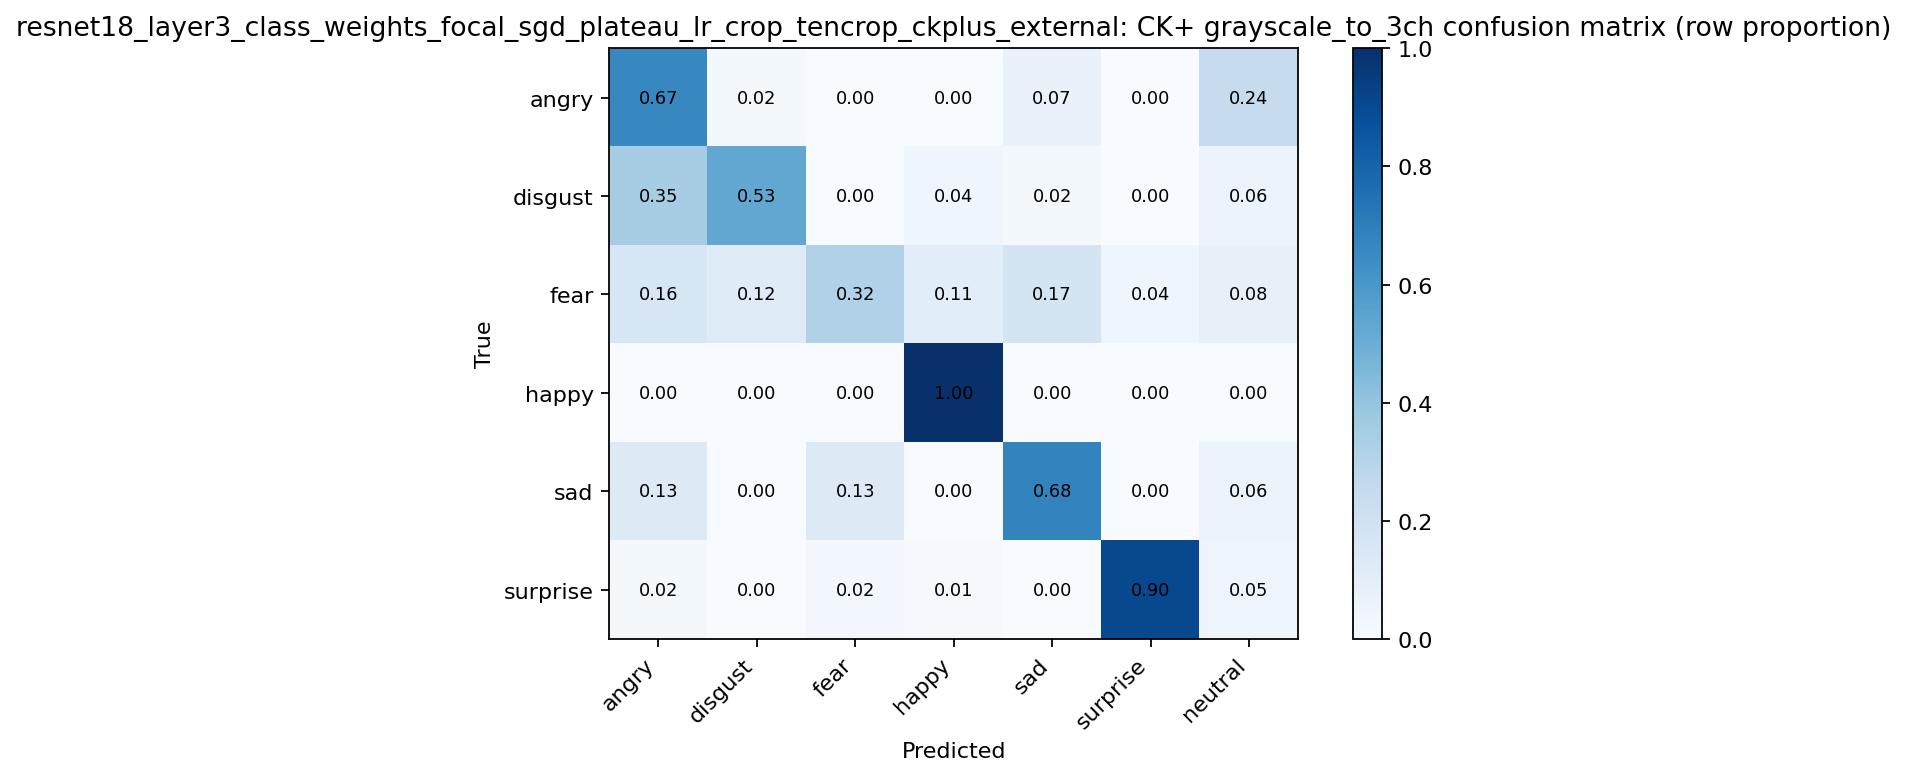 resnet18_layer3_class_weights_focal_sgd_plateau_lr_crop_tencrop_ckplus_external: CK+ grayscale_to_3ch confusion matrix (row proportion)
angry 0.67 0.02 0.00 0.00 0.07 0.00 0.24
disgust 0.35 0.53 0.00 0.04 0.02 0.00 0.06
fear 0.16 0.12 0.32 0.11 0.17 0.04 0.08
happy 0.00 0.00 0.00 1.00 0.00 0.00 0.00
sad 0.13 0.00 0.13 0.00 0.68 0.00 0.06
surprise 0.02 0.00 0.02 0.01 0.00 0.90 0.05
True
angry disgust fear happy sad surprise neutral
Predicted
1.0
0.8
0.6
0.4
0.2
0.0